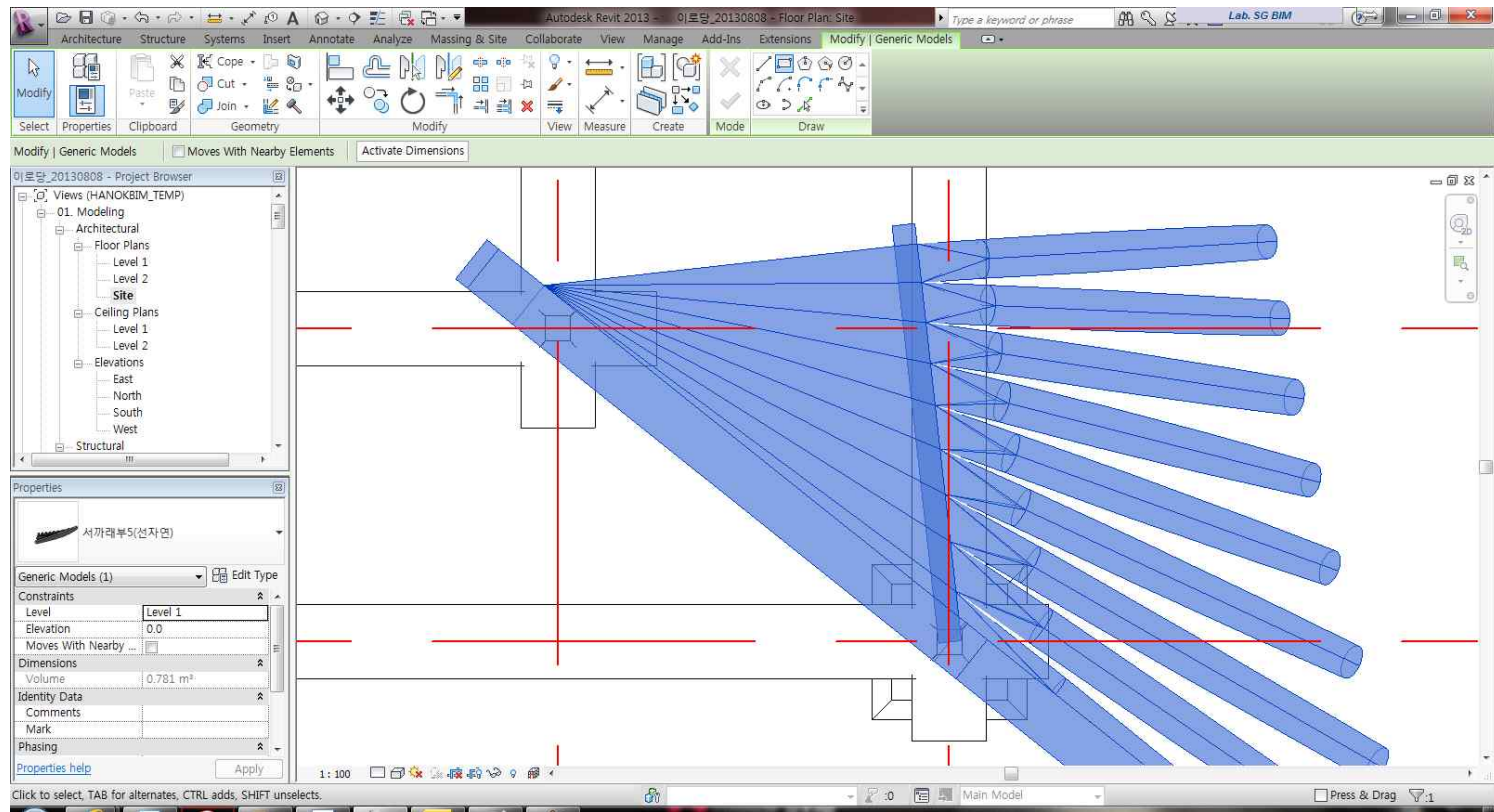 Autodesk Revit 2013 - 이로당_20130808 - Floor Plan: Site
Type a keyword or phrase
Lab. SG BIM
Architecture Structure Systems Insert Annotate Analyze Massing & Site Collaborate View Manage Add-Ins Extensions Modify | Generic Models
Modify
Paste
Cope
Cut
Join
Select Properties Clipboard Geometry Modify View Measure Create Mode Draw
Modify | Generic Models Moves With Nearby Elements Activate Dimensions
이로당_20130808 - Project Browser
Views (HANOKBIM_TEMP)
01. Modeling
Architectural
Floor Plans
Level 1
Level 2
Site
Ceiling Plans
Level 1
Level 2
Elevations
East
North
South
West
Structural
2D
Properties
서까래부5(선자연)
Generic Models (1) Edit Type
Constraints
Level Level 1
Elevation 0.0
Moves With Nearby ...
Dimensions
Volume 0.781 m³
Identity Data
Comments
Mark
Phasing
Properties help Apply
1 : 100
Click to select, TAB for alternates, CTRL adds, SHIFT unselects. :0 Main Model Press & Drag :1